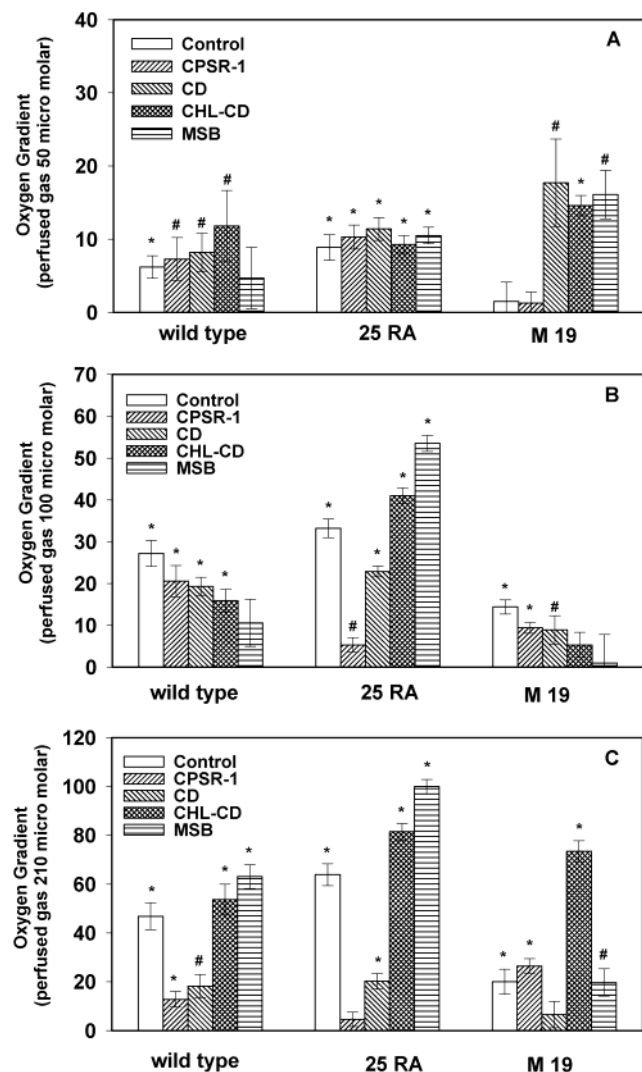 Oxygen Gradient
(perfused gas 50 micro molar)
40
30
20
10
0
A
Control
CPSR-1
CD
CHL-CD
MSB
* # # #
* * * * *
# * #
wild type 25 RA M 19
Oxygen Gradient
(perfused gas 100 micro molar)
70
60
50
40
30
20
10
0
B
Control
CPSR-1
CD
CHL-CD
MSB
* * * *
* # * * *
* * #
wild type 25 RA M 19
Oxygen Gradient
(perfused gas 210 micro molar)
120
100
80
60
40
20
0
C
Control
CPSR-1
CD
CHL-CD
MSB
* * # * *
* * * *
* * * #
wild type 25 RA M 19